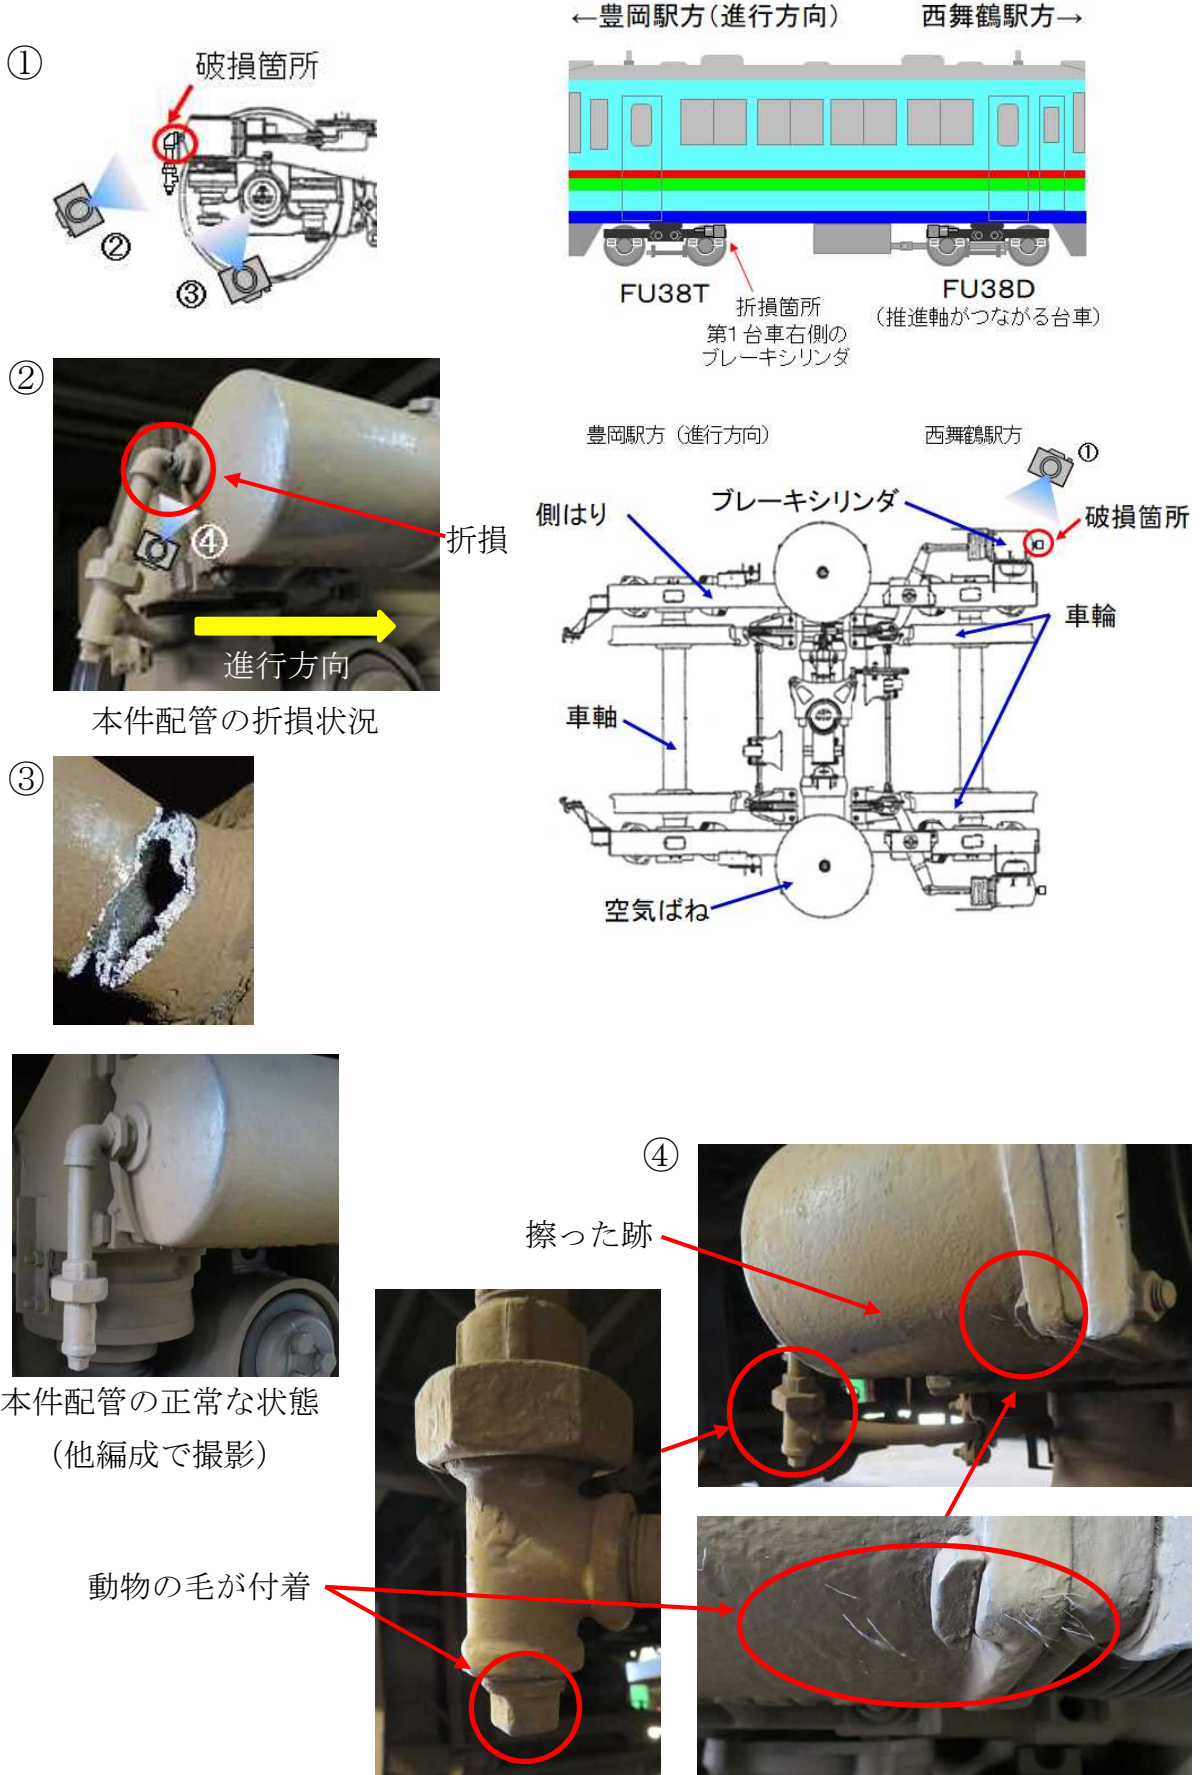 ←豊岡駅方(進行方向)
西舞鶴駅方→
①
破損箇所
②
③
FU38T
FU38D
(推進軸がつながる台車)
折損箇所
第1台車右側の
ブレーキシリンダ
②
④
折損
進行方向
本件配管の折損状況
豊岡駅方(進行方向)
西舞鶴駅方
①
側はり
ブレーキシリンダ
破損箇所
車輪
車軸
空気ばね
③
本件配管の正常な状態
(他編成で撮影)
④
擦った跡
動物の毛が付着